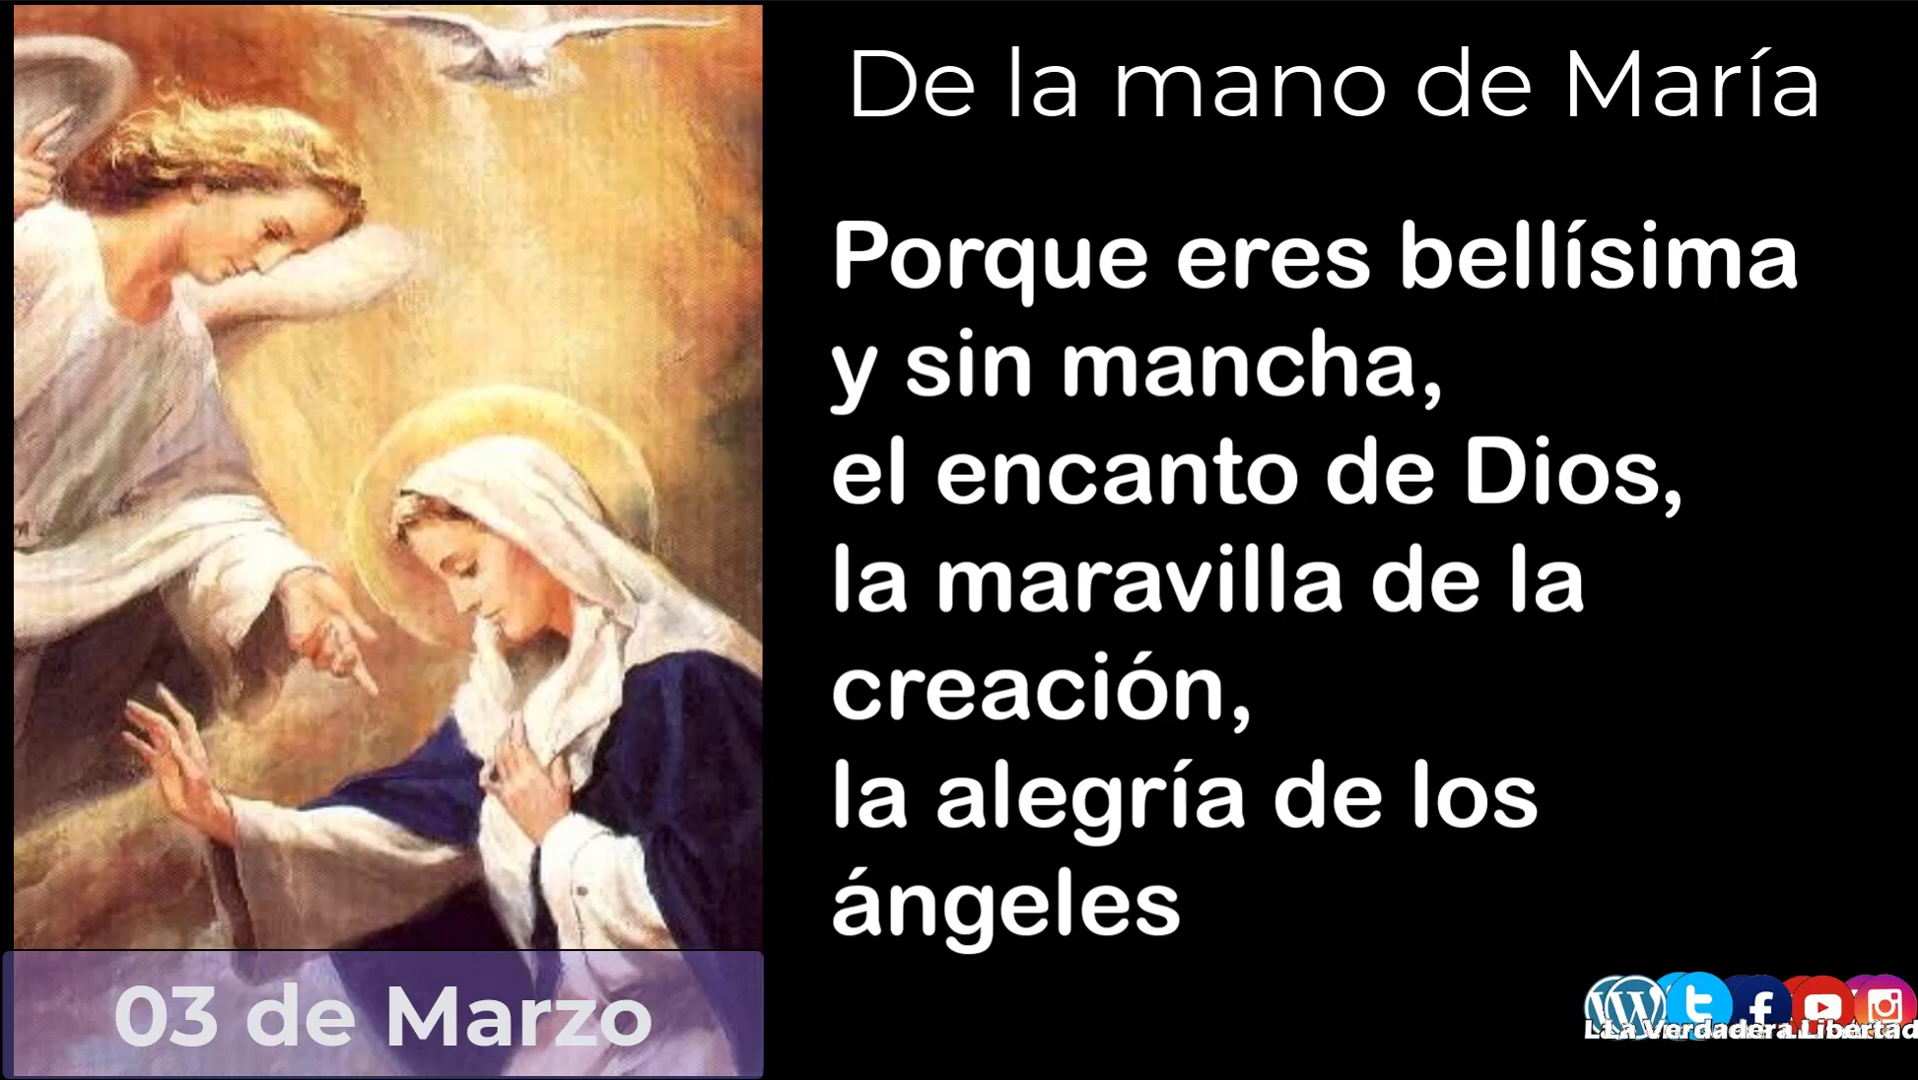 De la mano de María
Porque eres bellísima
y sin mancha,
el encanto de Dios,
la maravilla de la
creación,
la alegría de los
ángeles
03 de Marzo
La Verdadera Libertad